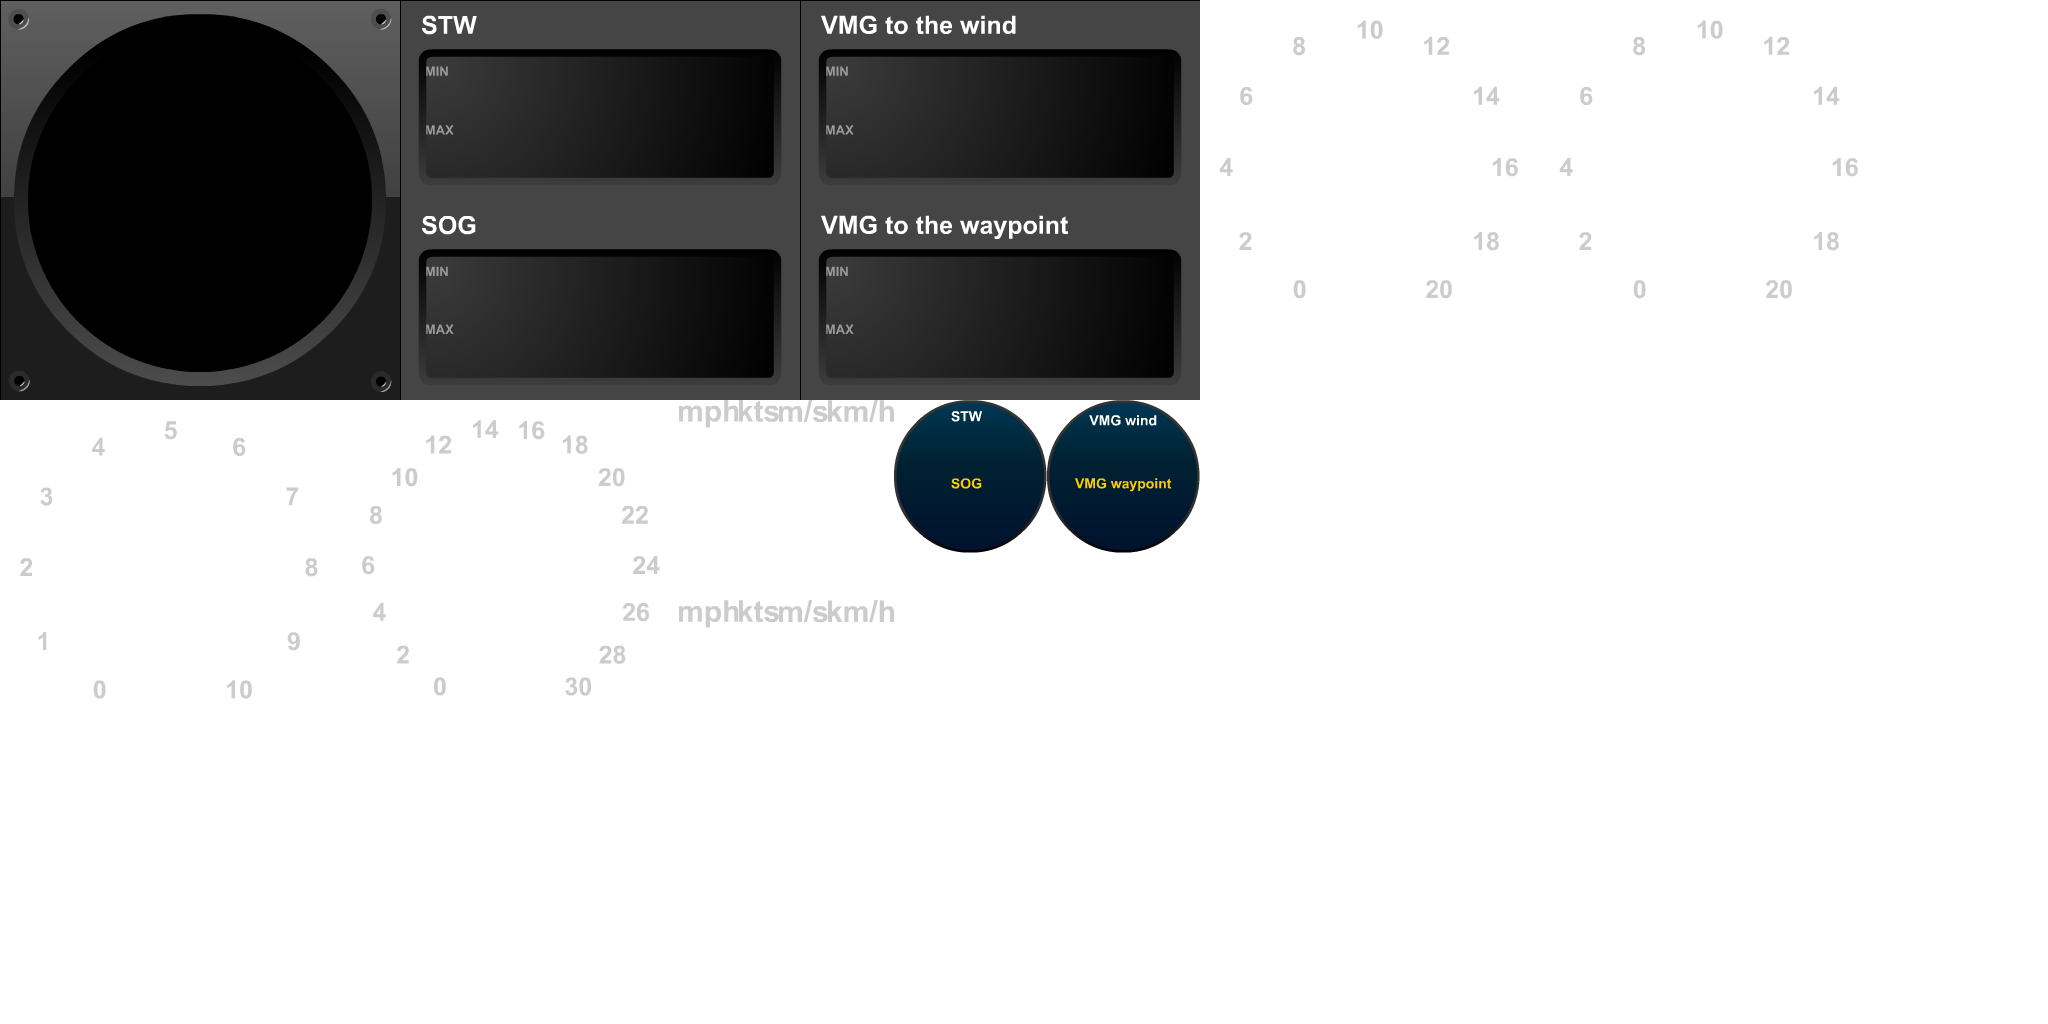 STW
MIN
MAX
SOG
MIN
MAX
VMG to the wind
MIN
MAX
VMG to the waypoint
MIN
MAX
8 10 12
6 14
4 16
2 18
0 20
8 10 12
6 14
4 16
2 18
0 20
4 5 6
3 7
2 8
1 9
0 10
12 14 16 18
10 20
8 22
6 24
4 26
2 28
0 30
mphktsm/skm/h
mphktsm/skm/h
STW
SOG
VMG wind
VMG waypoint